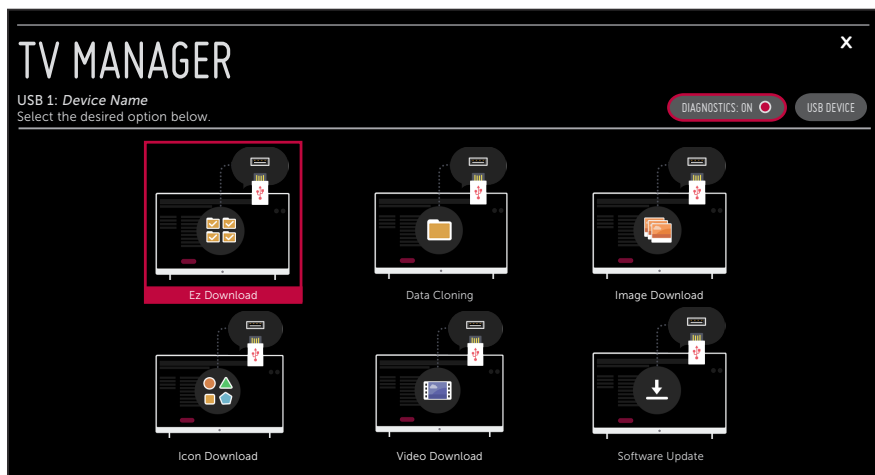 X
TV MANAGER
USB 1: Device Name
Select the desired option below.
DIAGNOSTICS: ON
USB DEVICE
Ez Download
Data Cloning
Image Download
Icon Download
Video Download
Software Update